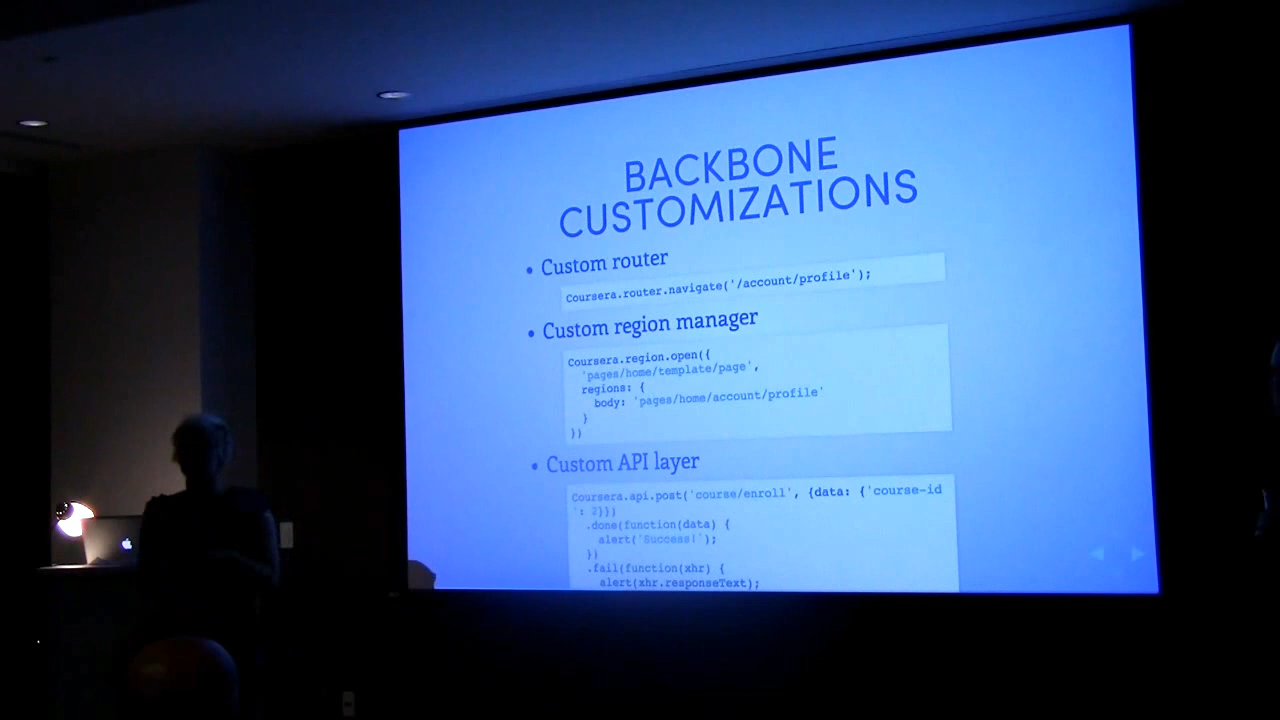 BACKBONE
CUSTOMIZATIONS
• Custom router
Coursera.router.navigate('/account/profile');
• Custom region manager
Coursera.region.open({
'pages/home/template/page',
regions: {
body: 'pages/home/account/profile'
}
})
• Custom API layer
Coursera.api.post('course/enroll', {data: {'course-id
': 2}})
.done(function(data) {
alert('Success!');
})
.fail(function(xhr) {
alert(xhr.responseText);